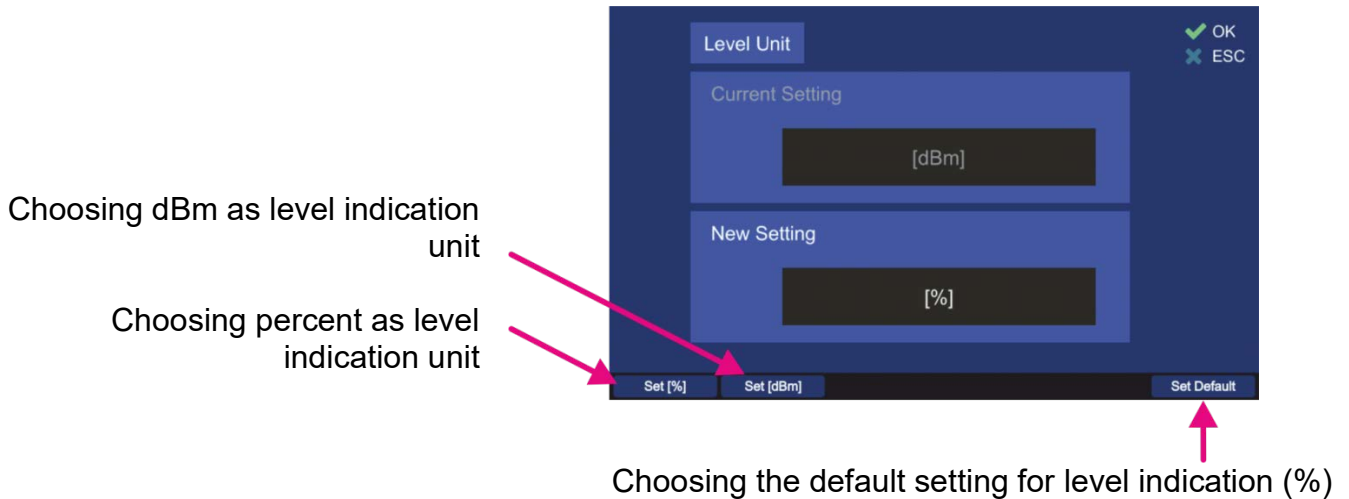 OK
Level Unit
ESC
Current Setting
[dBm]
Choosing dBm as level indication
unit
New Setting
[%]
Choosing percent as level
indication unit
Set [%]
Set [dBm]
Set Default
Choosing the default setting for level indication (%)